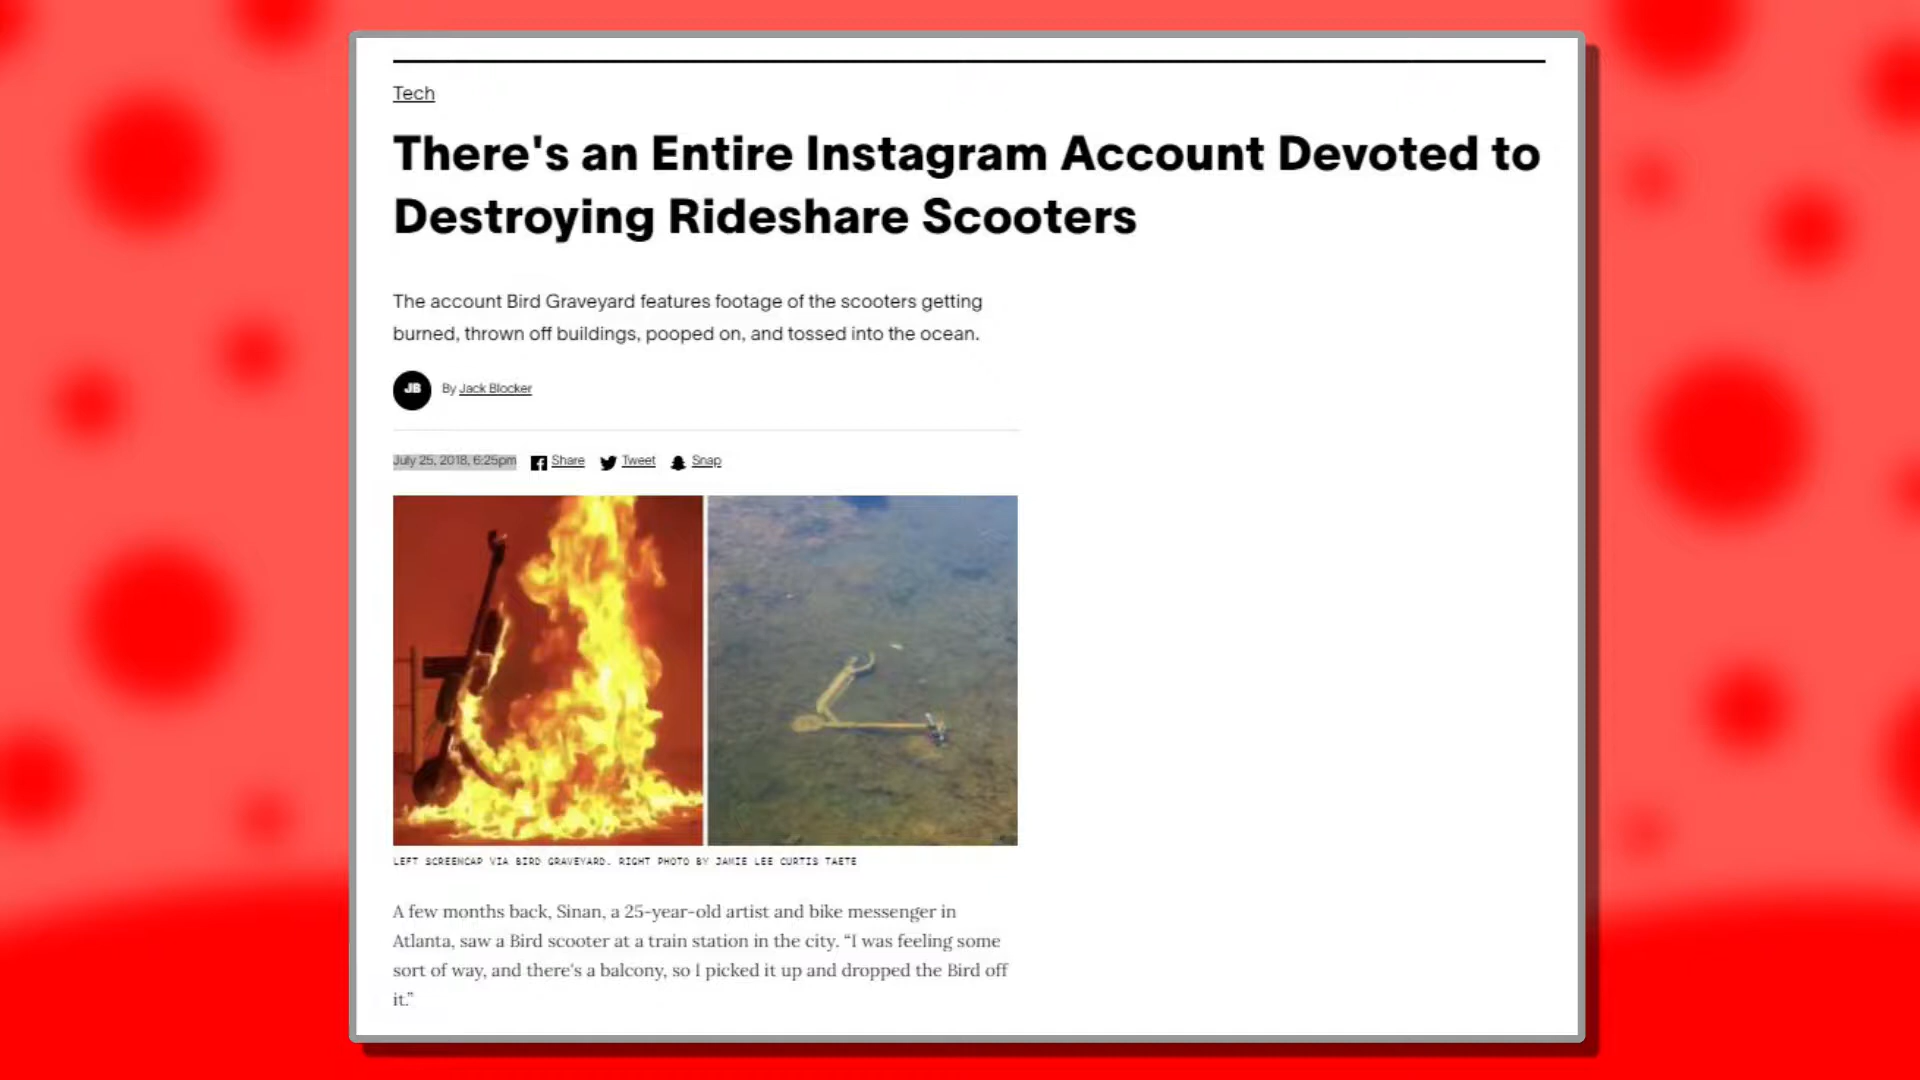 Tech
There's an Entire Instagram Account Devoted to
Destroying Rideshare Scooters
The account Bird Graveyard features footage of the scooters getting
burned, thrown off buildings, pooped on, and tossed into the ocean.
JB By Jack Blocker
July 25, 2018, 6:25pm Share Tweet Snap
LEFT SCREENCAP VIA BIRD GRAVEYARD. RIGHT PHOTO BY JAMIE LEE CURTIS TAETE
A few months back, Sinan, a 25-year-old artist and bike messenger in
Atlanta, saw a Bird scooter at a train station in the city. “I was feeling some
sort of way, and there's a balcony, so I picked it up and dropped the Bird off
it.”